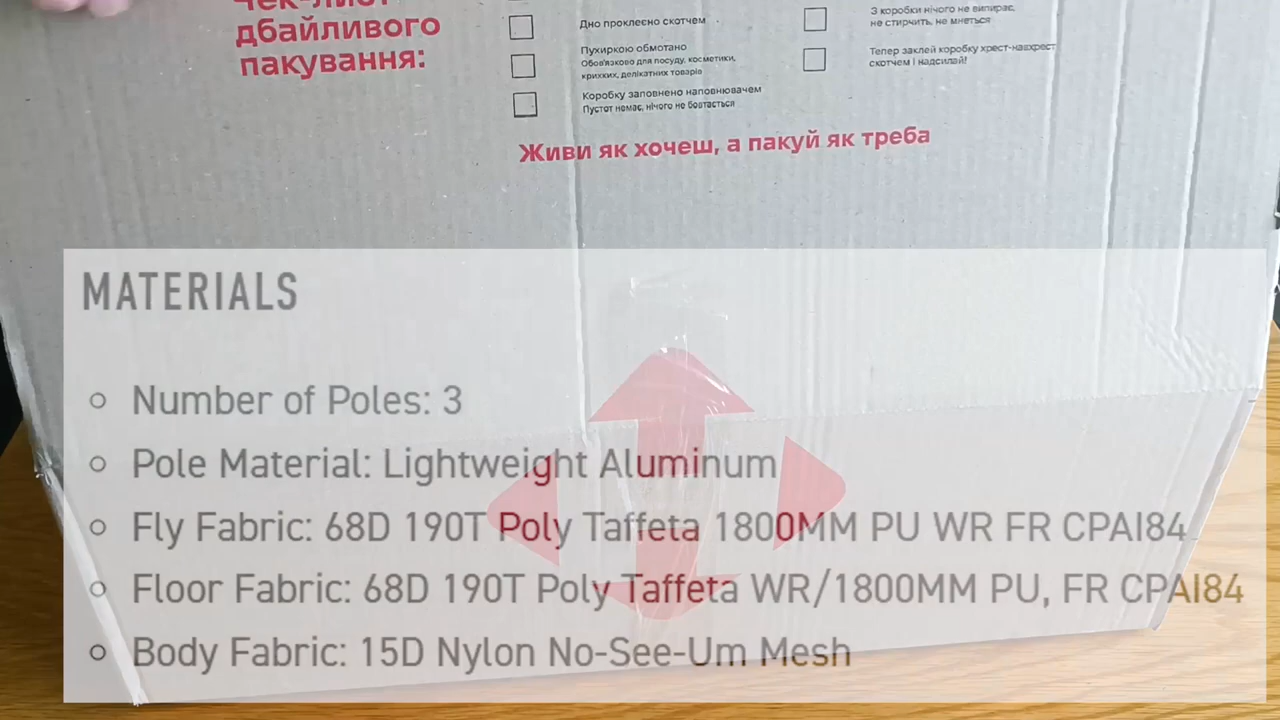 Чек-лист
дбайливого
пакування:
Дно проклеєно скотчем
Пухиркою обмотано
Обов'язково для посуду, косметики,
крихких, делікатних товарів
Коробку заповнено наповнювачем
Пустот немає, нічого не бовтається
З коробки нічого не випирає,
не стирчить, не мнеться
Тепер заклей коробку хрест-навхрест
скотчем і надсилай!
Живи як хочеш, а пакуй як треба
MATERIALS
Number of Poles: 3
Pole Material: Lightweight Aluminum
Fly Fabric: 68D 190T Poly Taffeta 1800MM PU WR FR CPAI84
Floor Fabric: 68D 190T Poly Taffeta WR/1800MM PU, FR CPAI84
Body Fabric: 15D Nylon No-See-Um Mesh